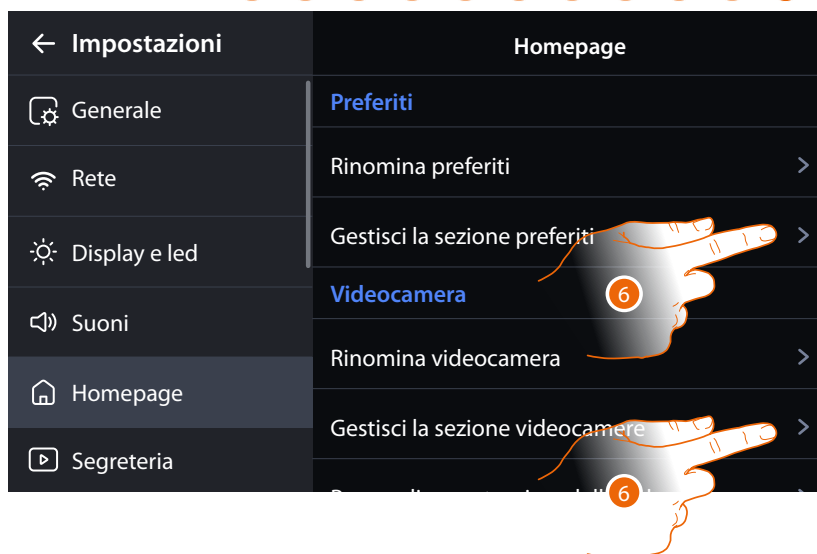 Impostazioni
Homepage
Generale
Rete
Display e led
Suoni
Homepage
Segreteria
Preferiti
Rinomina preferiti
Gestisci la sezione preferiti
6
Videocamera
Rinomina videocamera
Gestisci la sezione videocamere
6